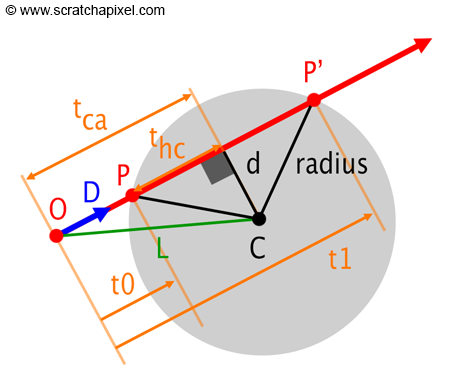 © www.scratchapixel.com
P’
tca
thc
d
radius
D
P
O
C
L
t0
t1